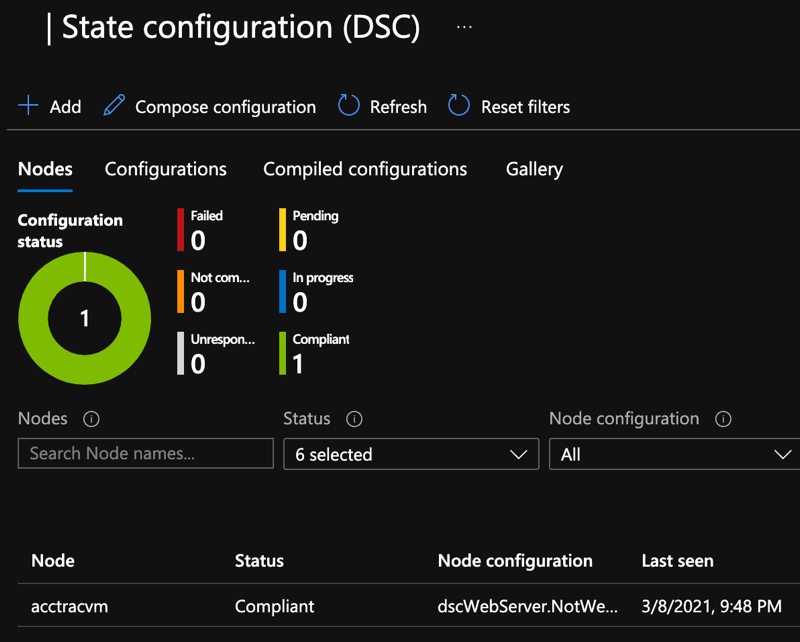 | State configuration (DSC) ...
Add Compose configuration Refresh Reset filters
Nodes Configurations Compiled configurations Gallery
Configuration
status
1
Failed
0
Pending
0
Not com...
0
In progress
0
Unrespon...
0
Compliant
1
Nodes Status Node configuration
Search Node names... 6 selected All
Node Status Node configuration Last seen
acctracvm Compliant dscWebServer.NotWe... 3/8/2021, 9:48 PM